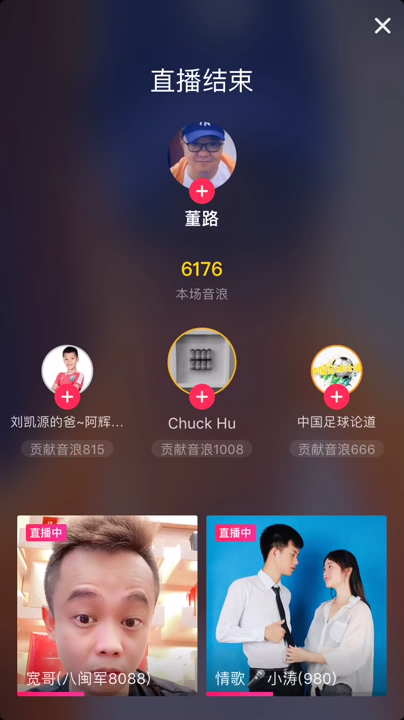 直播结束
董路
6176
本场音浪
刘凯源的爸~阿辉...
Chuck Hu
中国足球论道
贡献音浪815
贡献音浪1008
贡献音浪666
直播中
直播中
宽哥(八闽军8088)
情歌🎤小涛(980)